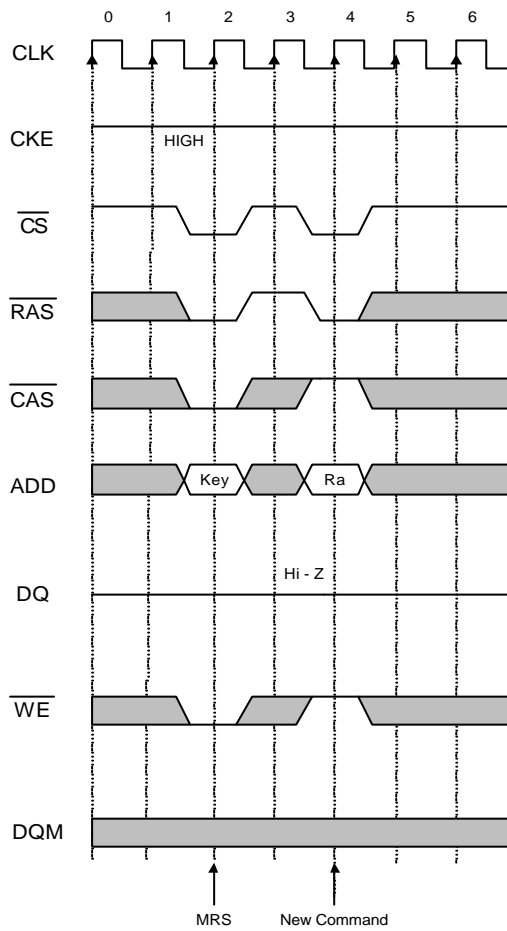 0 1 2 3 4 5 6
CLK
CKE
HIGH
CS
RAS
CAS
ADD
Key
Ra
Hi - Z
DQ
WE
DQM
MRS
New Command